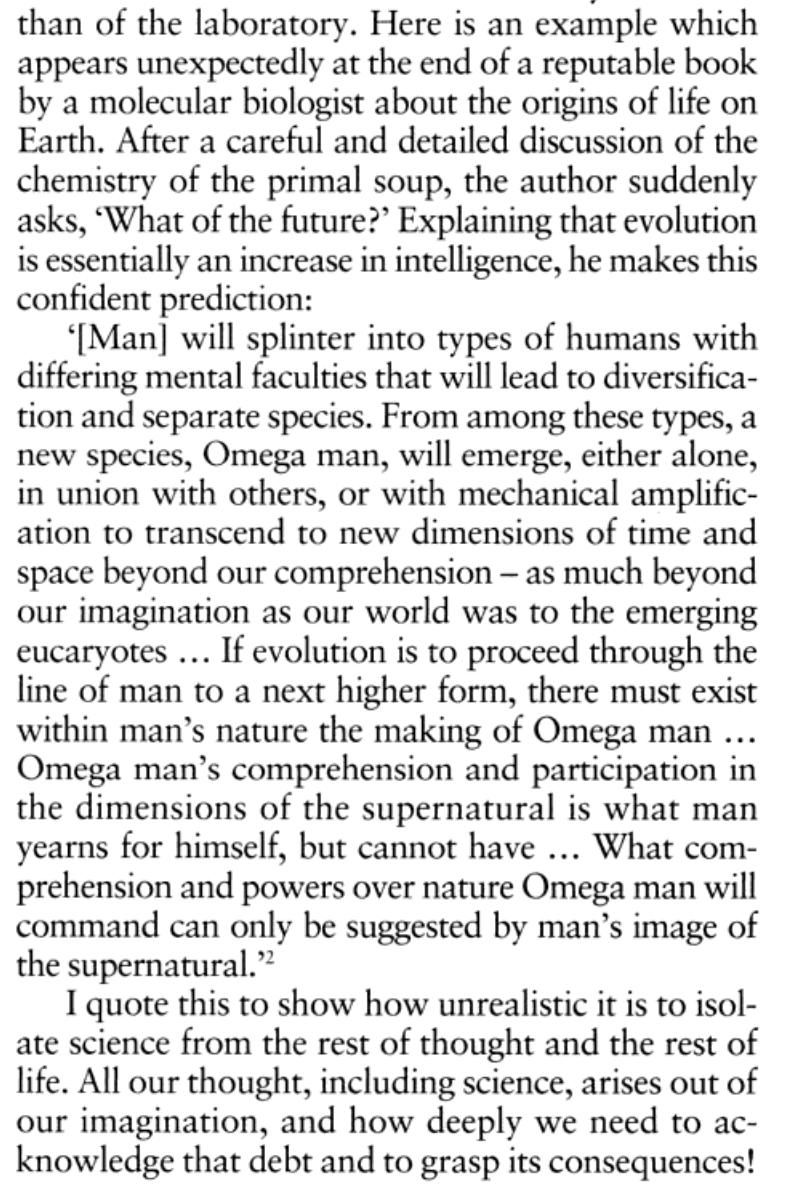 than of the laboratory. Here is an example which
appears unexpectedly at the end of a reputable book
by a molecular biologist about the origins of life on
Earth. After a careful and detailed discussion of the
chemistry of the primal soup, the author suddenly
asks, ‘What of the future?’ Explaining that evolution
is essentially an increase in intelligence, he makes this
confident prediction:
‘[Man] will splinter into types of humans with
differing mental faculties that will lead to diversifica-
tion and separate species. From among these types, a
new species, Omega man, will emerge, either alone,
in union with others, or with mechanical amplific-
ation to transcend to new dimensions of time and
space beyond our comprehension – as much beyond
our imagination as our world was to the emerging
eucaryotes ... If evolution is to proceed through the
line of man to a next higher form, there must exist
within man’s nature the making of Omega man ...
Omega man’s comprehension and participation in
the dimensions of the supernatural is what man
yearns for himself, but cannot have ... What com-
prehension and powers over nature Omega man will
command can only be suggested by man’s image of
the supernatural.’2
I quote this to show how unrealistic it is to isol-
ate science from the rest of thought and the rest of
life. All our thought, including science, arises out of
our imagination, and how deeply we need to ac-
knowledge that debt and to grasp its consequences!